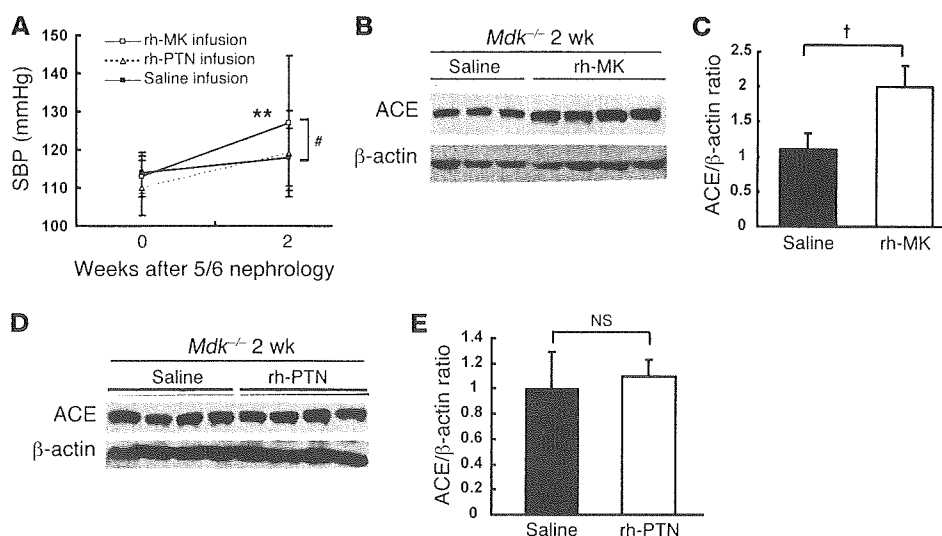 A
150
140
130
120
110
100
SBP (mmHg)
rh-MK infusion
rh-PTN infusion
Saline infusion
**
#
0
2
Weeks after 5/6 nephrology
B
Mdk–/– 2 wk
Saline
rh-MK
ACE
β-actin
C
†
2.5
2
1.5
1
0.5
0
ACE/β-actin ratio
Saline
rh-MK
D
Mdk–/– 2 wk
Saline
rh-PTN
ACE
β-actin
E
NS
1.4
1.2
1
0.8
0.6
0.4
0.2
0
ACE/β-actin ratio
Saline
rh-PTN